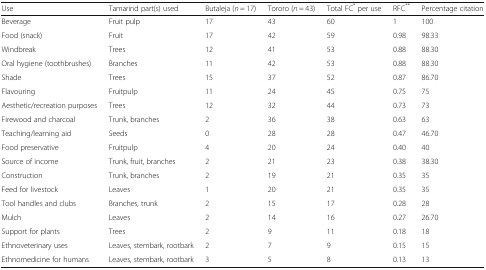 Use Tamarind part(s) used Butaleja (n = 17) Tororo (n = 43) Total FC* per use RFC** Percentage citation
Beverage Fruit pulp 17 43 60 1 100
Food (snack) Fruit 17 42 59 0.98 98.33
Windbreak Trees 12 41 53 0.88 88.30
Oral hygiene (toothbrushes) Branches 11 42 53 0.88 88.30
Shade Trees 15 37 52 0.87 86.70
Flavouring Fruitpulp 11 24 45 0.75 75
Aesthetic/recreation purposes Trees 12 32 44 0.73 73
Firewood and charcoal Trunk, branches 2 36 38 0.63 63
Teaching/learning aid Seeds 0 28 28 0.47 46.70
Food preservative Fruitpulp 4 20 24 0.40 40
Source of income Trunk, fruit, branches 2 21 23 0.38 38.30
Construction Trunk, branches 2 19 21 0.35 35
Feed for livestock Leaves 1 20 21 0.35 35
Tool handles and clubs Branches, trunk 2 15 17 0.28 28
Mulch Leaves 2 14 16 0.27 26.70
Support for plants Trees 2 9 11 0.18 18
Ethnoveterinary uses Leaves, stembark, rootbark 2 7 9 0.15 15
Ethnomedicine for humans Leaves, stembark, rootbark 3 5 8 0.13 13